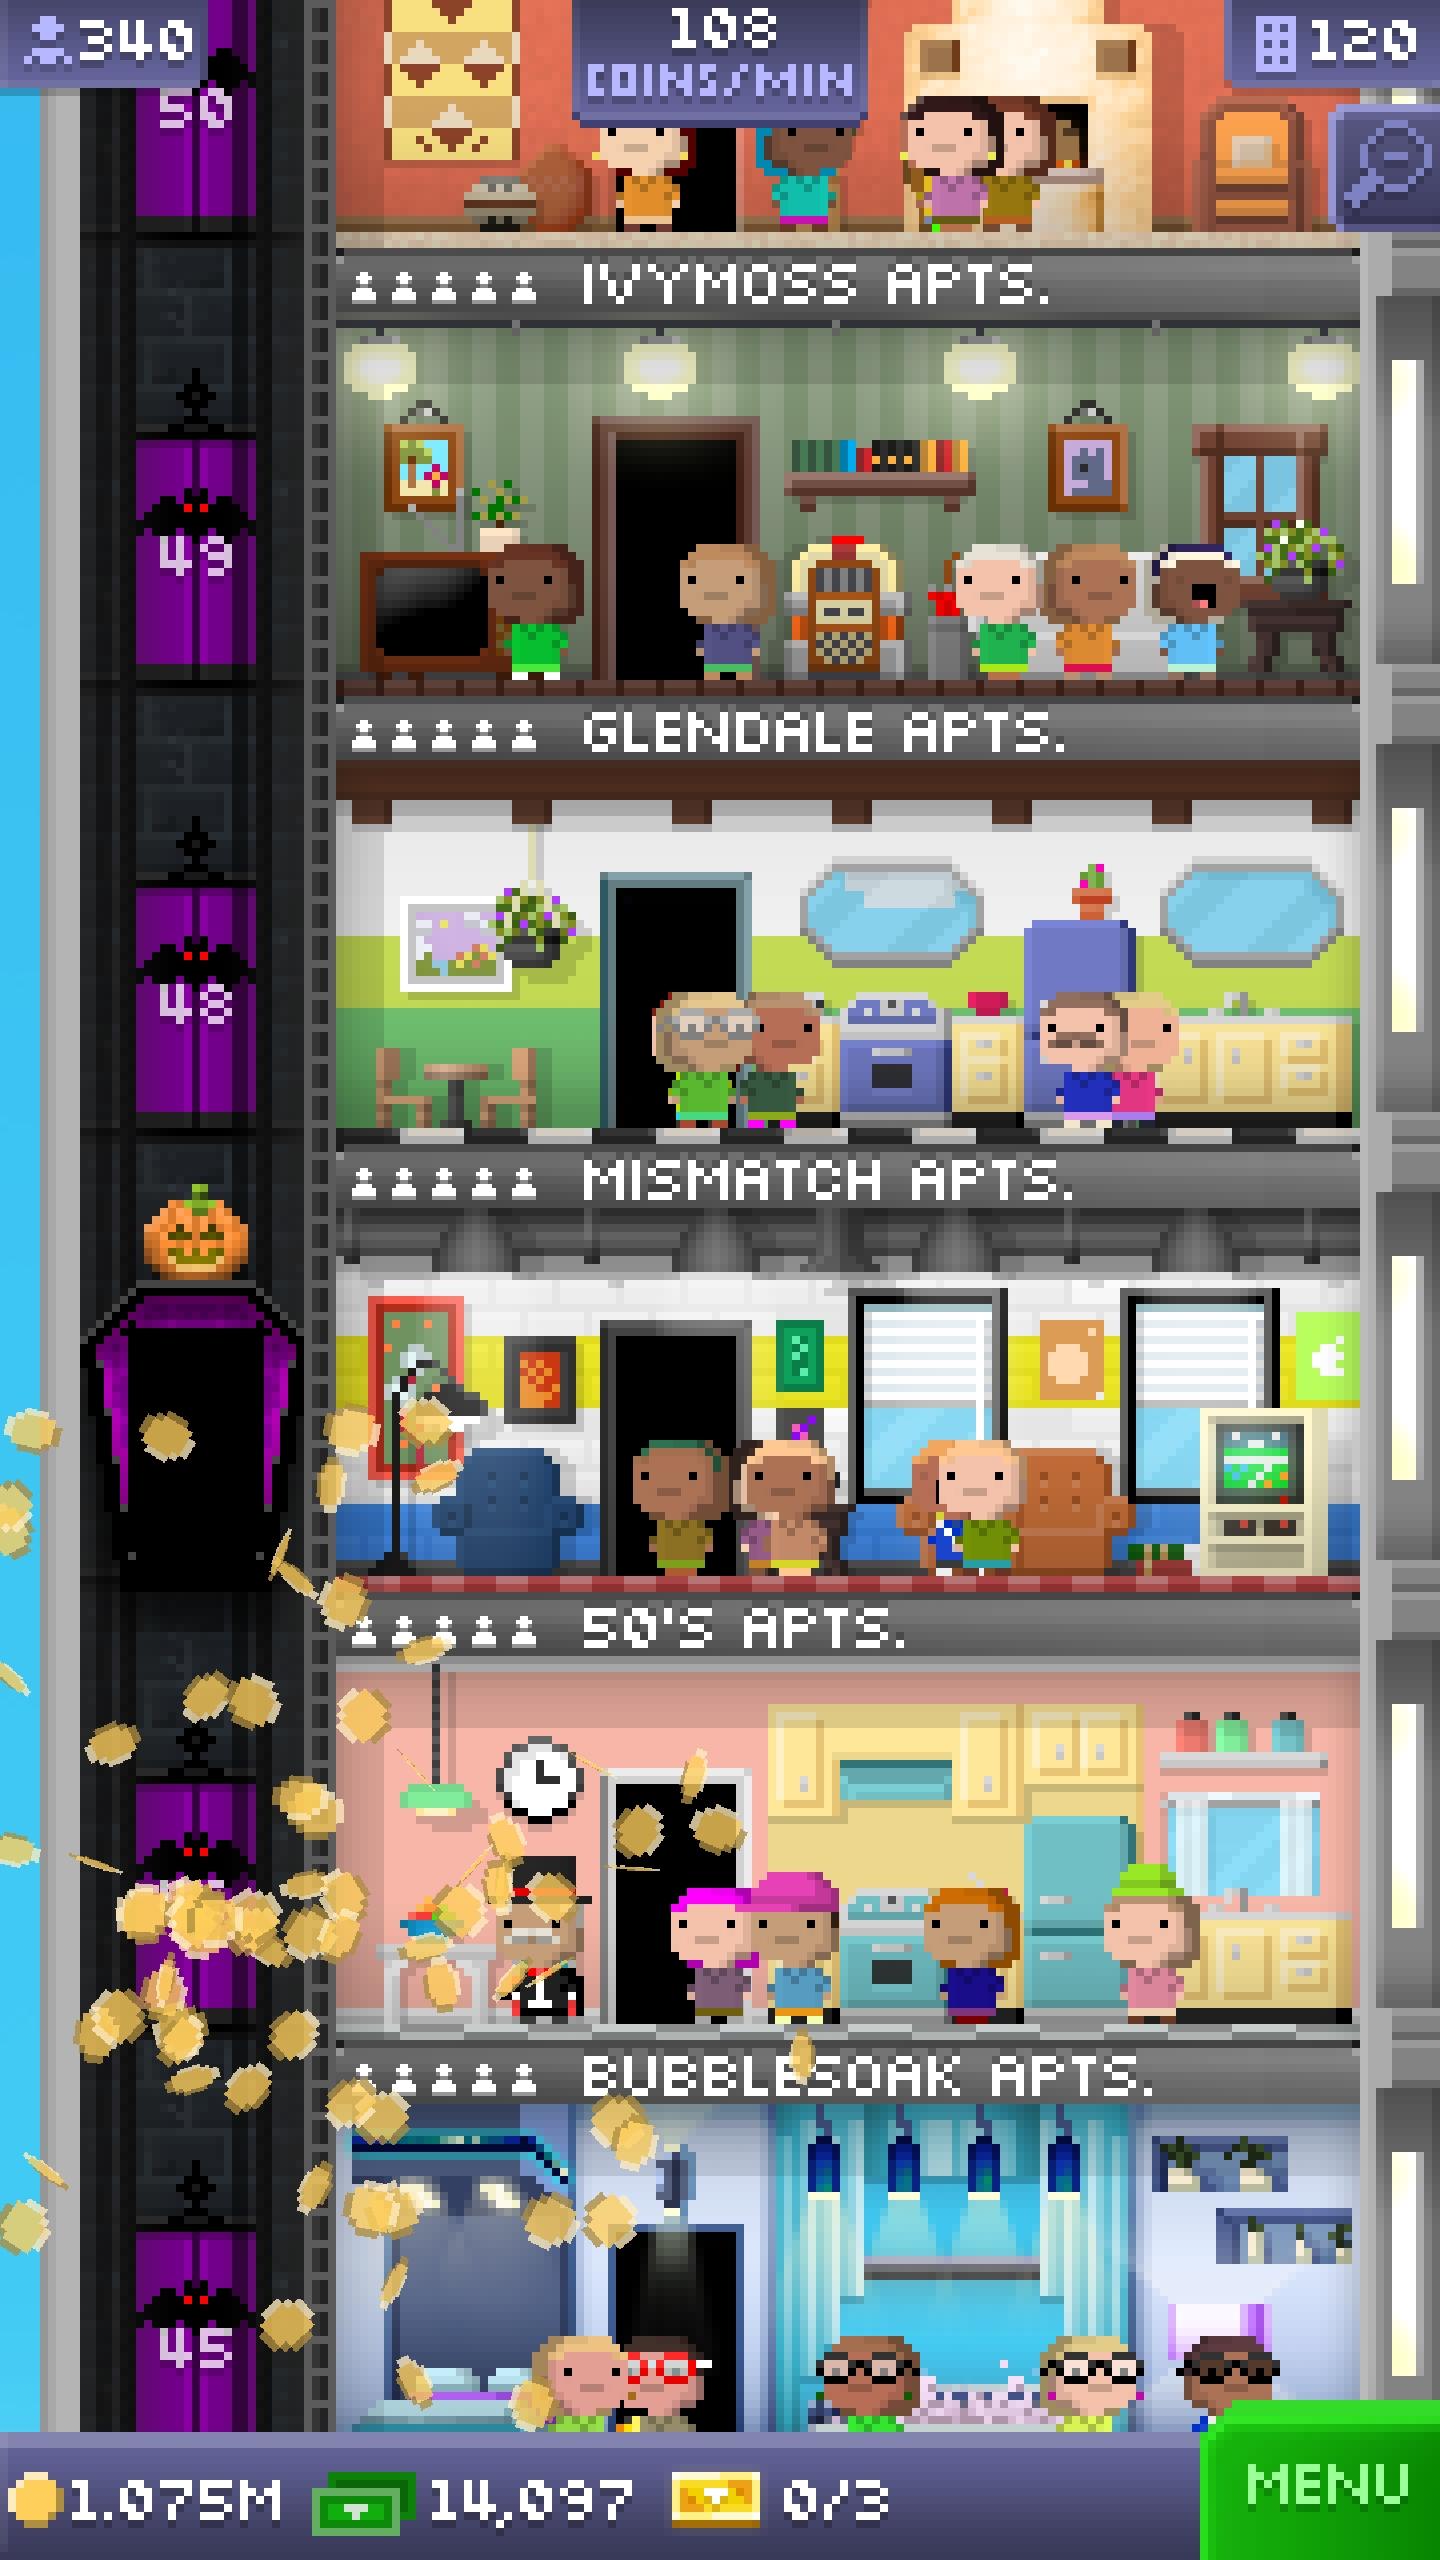 340
108
COINS/MIN
120
50
IVYMOSS APTS.
49
GLENDALE APTS.
48
MISMATCH APTS.
50'S APTS.
1
BUBBLESOAK APTS.
45
1.075M
14,097
0/3
MENU